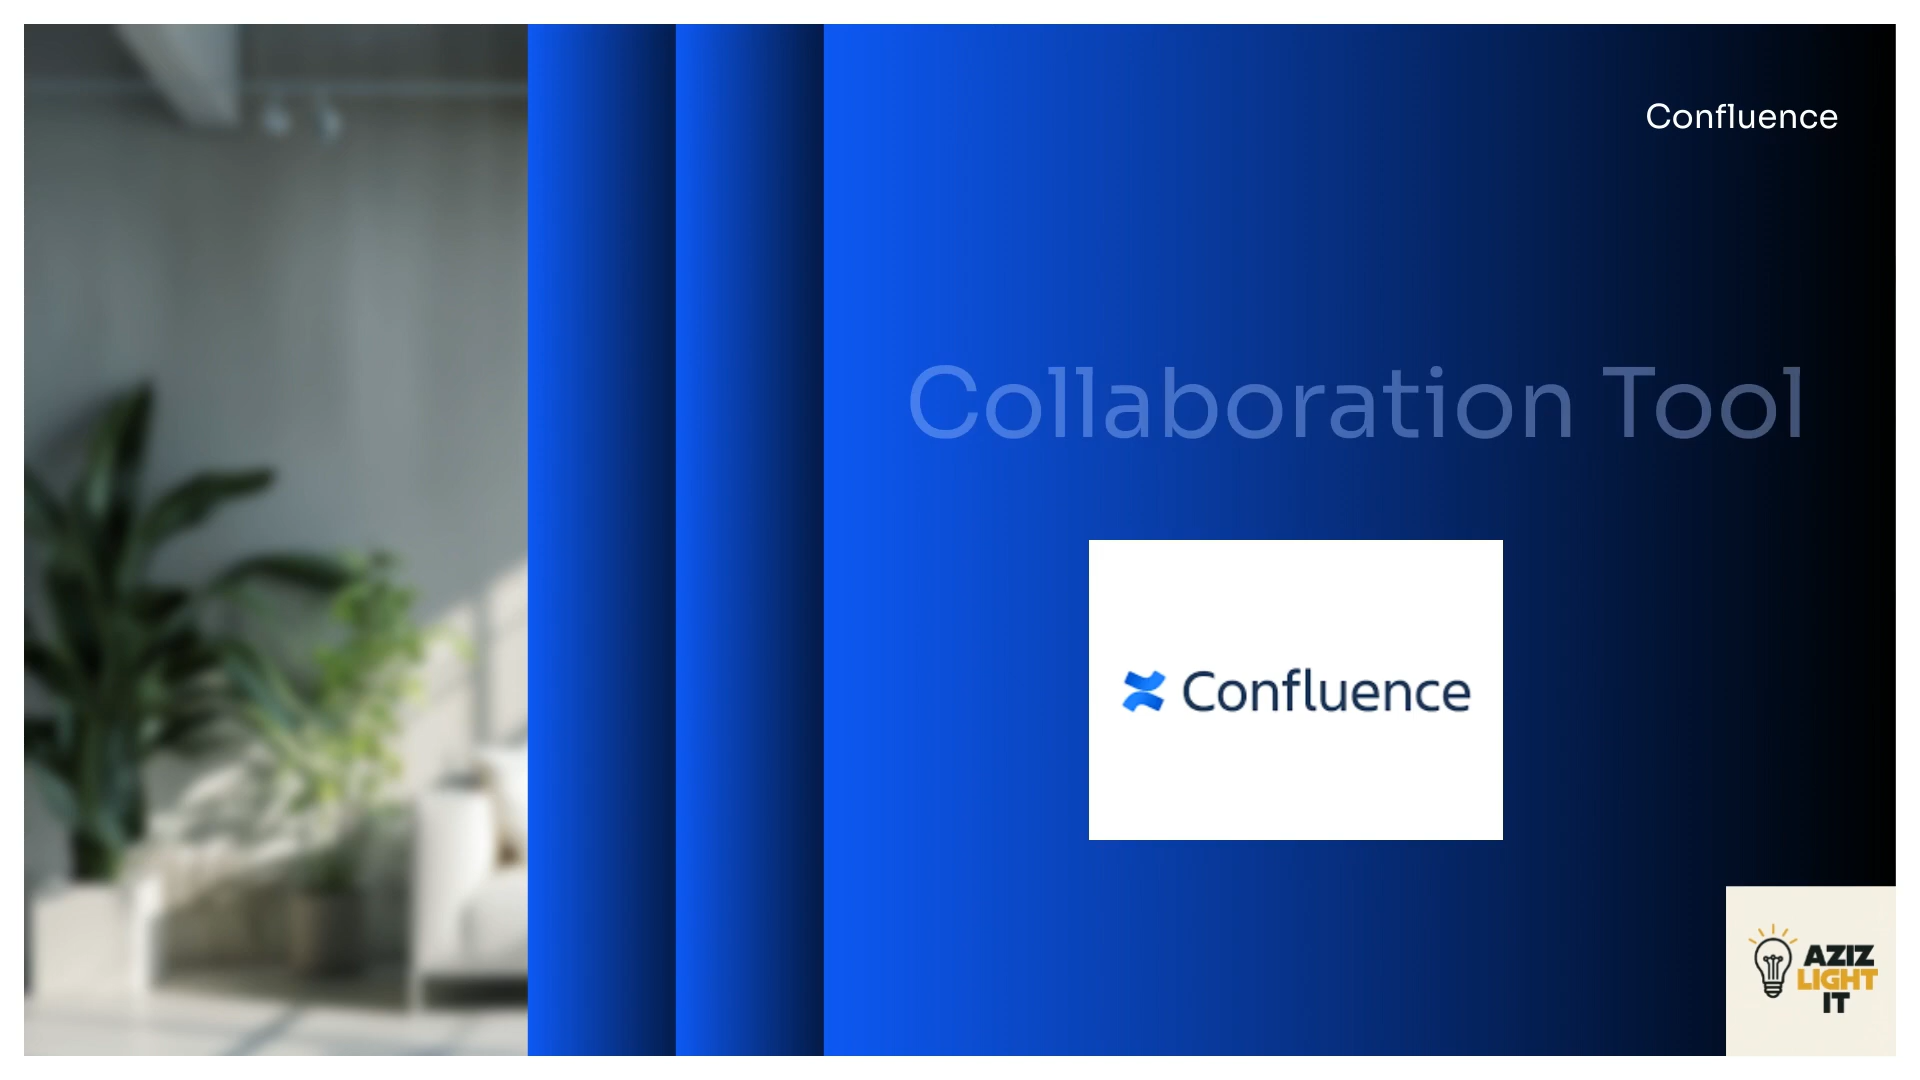 Confluence
Collaboration Tool
Confluence
AZIZ
LIGHT
IT